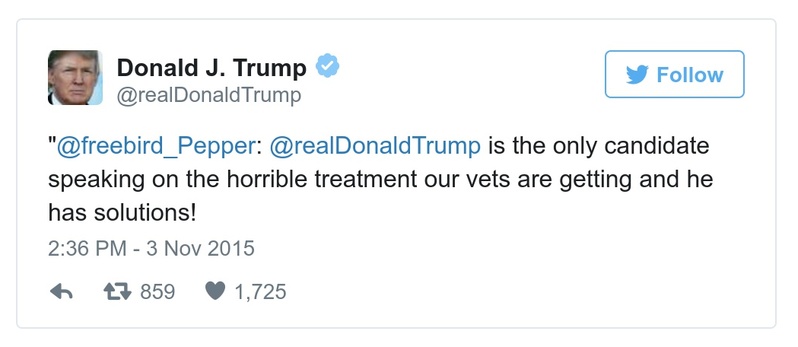 Donald J. Trump
@realDonaldTrump
Follow
"@freebird_Pepper: @realDonaldTrump is the only candidate
speaking on the horrible treatment our vets are getting and he
has solutions!
2:36 PM - 3 Nov 2015
859 1,725